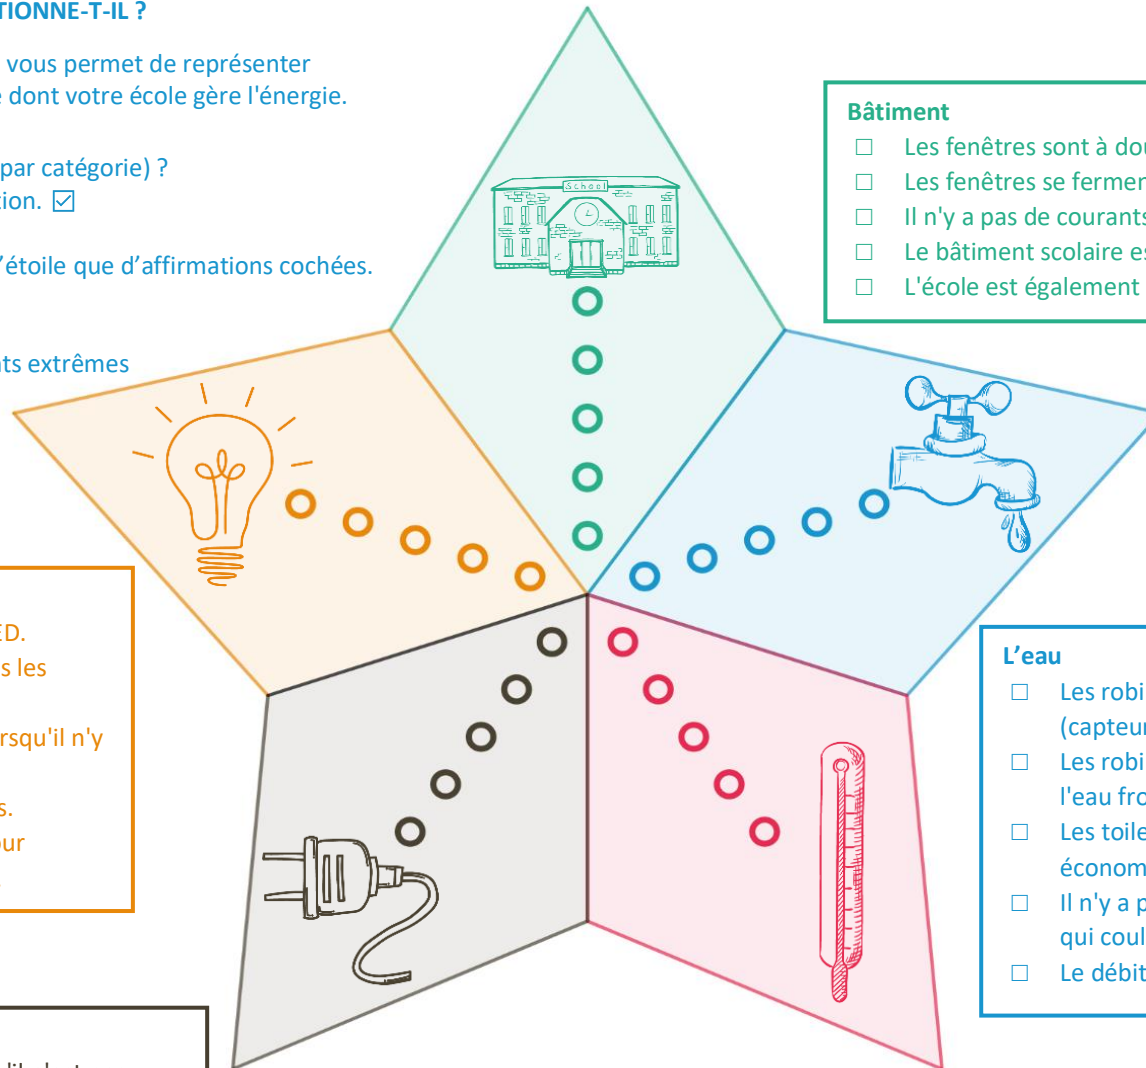 TIONNE-T-IL ?
vous permet de représenter
dont votre école gère l'énergie.
par catégorie) ?
tion. ☑
l'étoile que d'affirmations cochées.
ts extrêmes
School
Bâtiment
☐ Les fenêtres sont à dou
☐ Les fenêtres se fermen
☐ Il n'y a pas de courants
☐ Le bâtiment scolaire es
☐ L'école est également
ED.
s les
rsqu'il n'y
s.
our
L'eau
☐ Les robi
(capteur
☐ Les robi
l'eau fro
☐ Les toile
économ
☐ Il n'y a p
qui coul
☐ Le débit